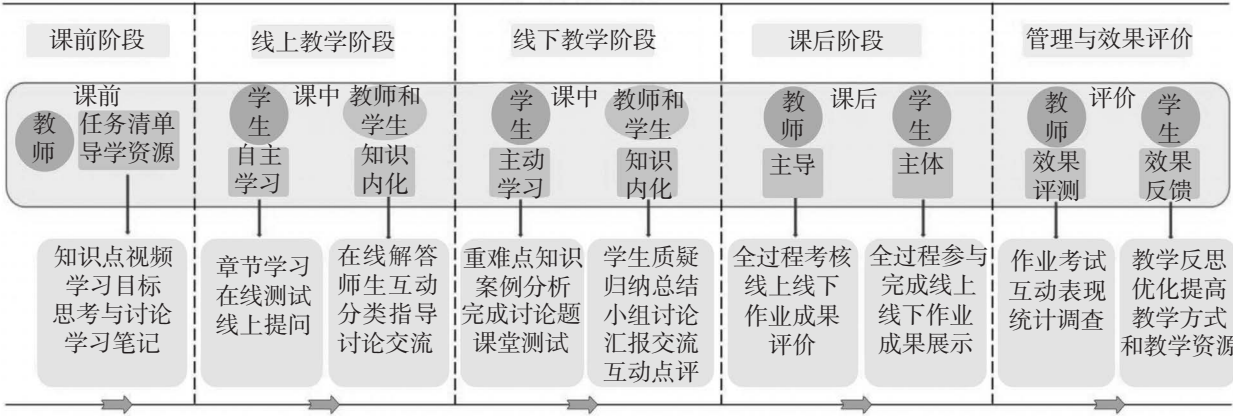 课前阶段
线上教学阶段
线下教学阶段
课后阶段
管理与效果评价
课前
教师
任务清单
导学资源
学生
课中
教师和
学生
自主
学习
知识
内化
学生
课中
教师
和学生
主动
学习
知识
内化
教师
课后
学生
主导
主体
教师
评价
学生
效果
评测
效果
反馈
知识点视频
学习目标
思考与讨论
学习笔记
章节学习
在线测试
线上提问
在线解答
师生互动
分类指导
讨论交流
重难点知识
案例分析
完成讨论题
课堂测试
学生质疑
归纳总结
小组讨论
汇报交流
互动点评
全过程考核
线上线下
作业成果
评价
全过程参与
完成线上
线下作业
成果展示
作业考试
互动表现
统计调查
教学反思
优化提高
教学方式
和教学资源